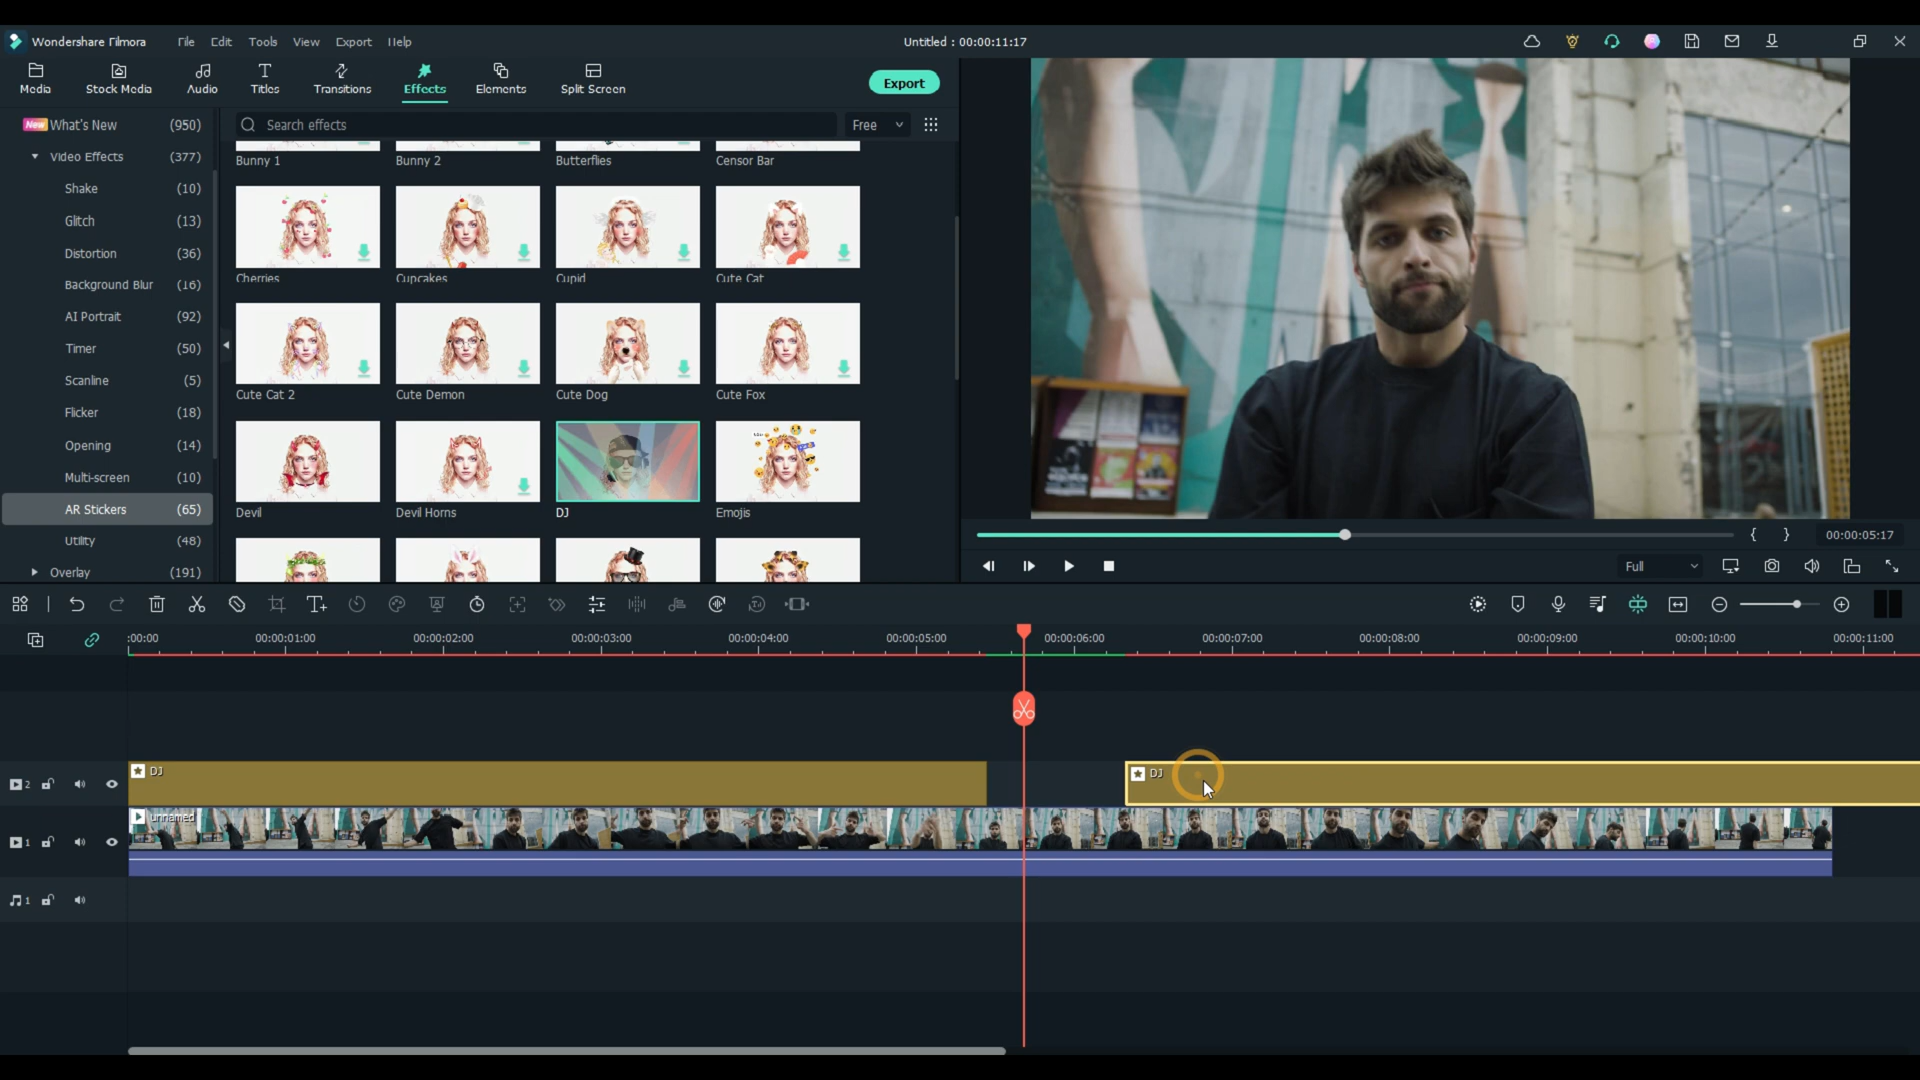 Wondershare Filmora File Edit Tools View Export Help Untitled : 00:00:11:17
Media Stock Media Audio Titles Transitions Effects Elements Split Screen Export
New What's New (950)
Video Effects (377)
Shake (10)
Glitch (13)
Distortion (36)
Background Blur (16)
AI Portrait (92)
Timer (50)
Scanline (5)
Flicker (18)
Opening (14)
Multi-screen (10)
AR Stickers (65)
Utility (48)
Overlay (191)
Search effects Free
Bunny 1 Bunny 2 Butterflies Censor Bar
Cherries Cupcakes Cupid Cute Cat
Cute Cat 2 Cute Demon Cute Dog Cute Fox
Devil Devil Horns DJ Emojis
{ } 00:00:05:17
Full
:00:00 00:00:01:00 00:00:02:00 00:00:03:00 00:00:04:00 00:00:05:00 00:00:06:00 00:00:07:00 00:00:08:00 00:00:09:00 00:00:10:00 00:00:11:00
2 DJ DJ
1 unnamed
1